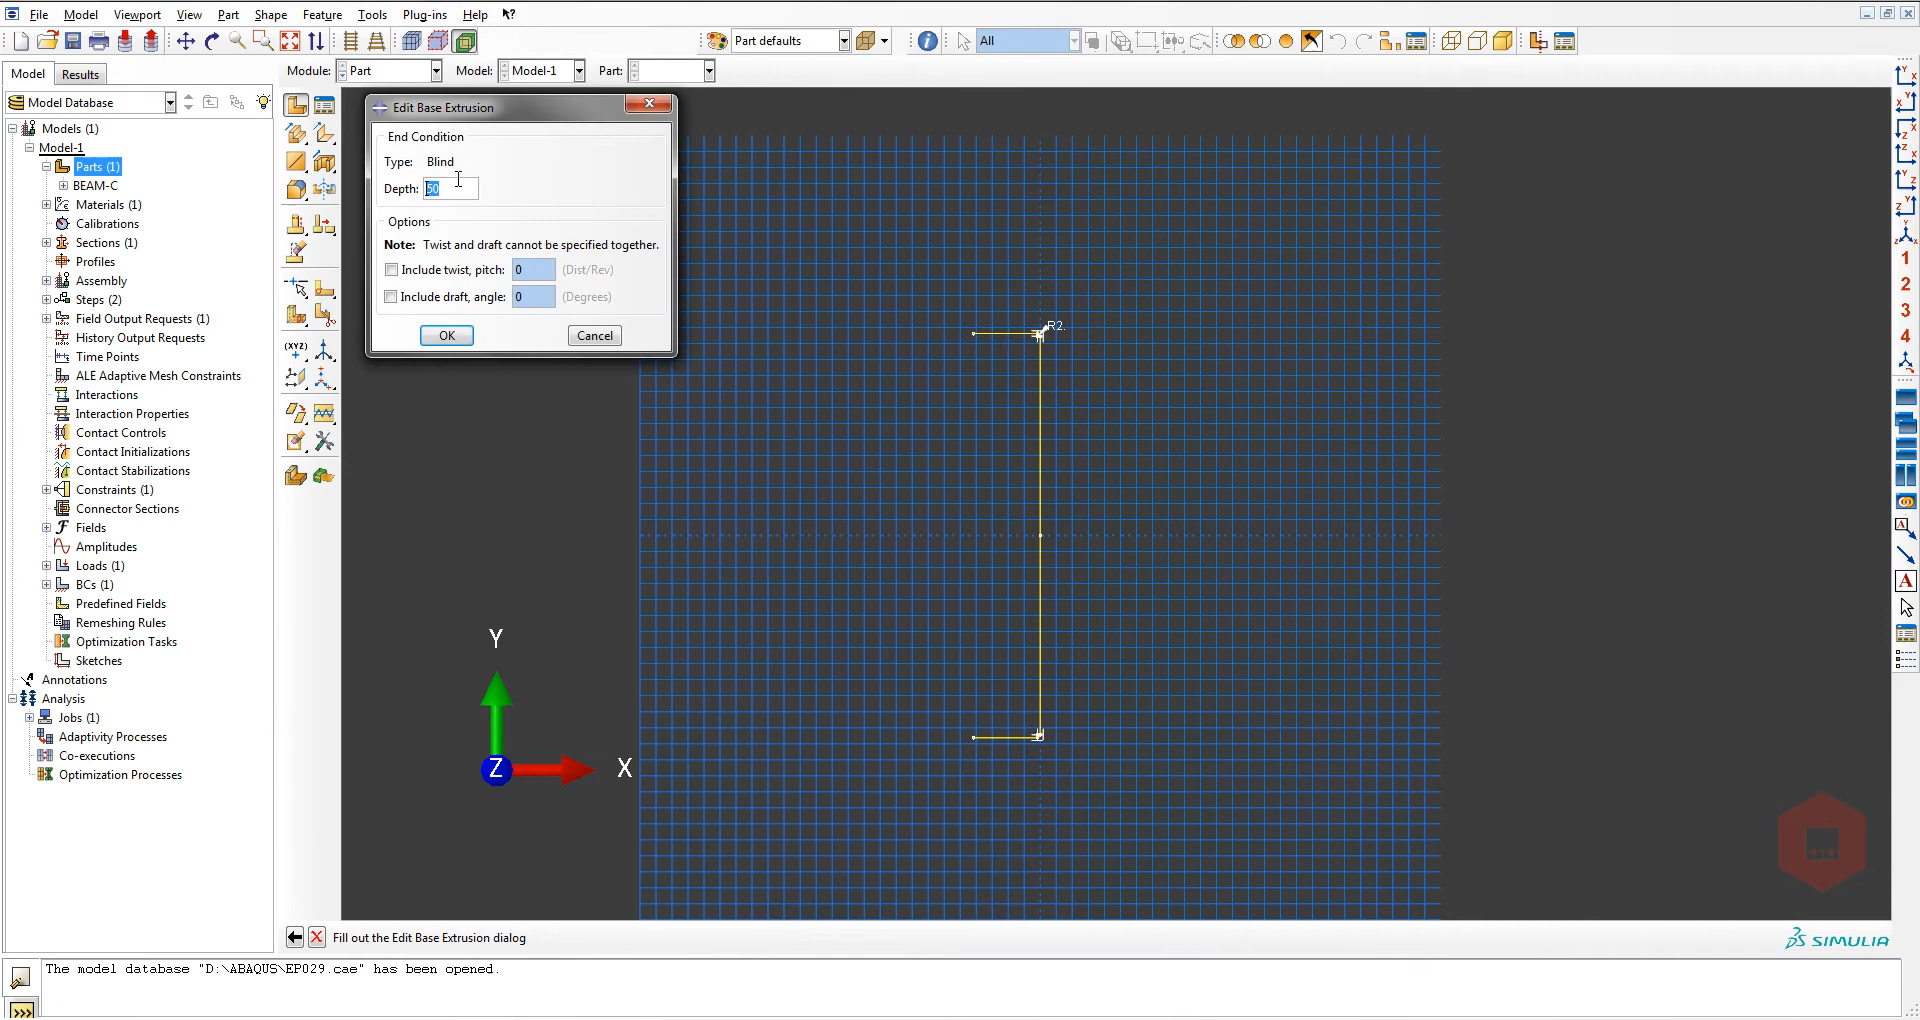 File Model Viewport View Part Shape Feature Tools Plug-ins Help
Part defaults All
Model Results Module: Part Model: Model-1 Part:
Model Database
Edit Base Extrusion
End Condition
Type: Blind
Depth: 50
Options
Note: Twist and draft cannot be specified together.
Include twist, pitch: 0 (Dist/Rev)
Include draft, angle: 0 (Degrees)
OK Cancel
Models (1)
Model-1
Parts (1)
BEAM-C
Materials (1)
Calibrations
Sections (1)
Profiles
Assembly
Steps (2)
Field Output Requests (1)
History Output Requests
Time Points
ALE Adaptive Mesh Constraints
Interactions
Interaction Properties
Contact Controls
Contact Initializations
Contact Stabilizations
Constraints (1)
Connector Sections
Fields
Amplitudes
Loads (1)
BCs (1)
Predefined Fields
Remeshing Rules
Optimization Tasks
Sketches
Annotations
Analysis
Jobs (1)
Adaptivity Processes
Co-executions
Optimization Processes
(XYZ)
R2.
Y
Z X
1
2
3
4
A
Fill out the Edit Base Extrusion dialog
SIMULIA
The model database "D:\ABAQUS\EP029.cae" has been opened.
>>>